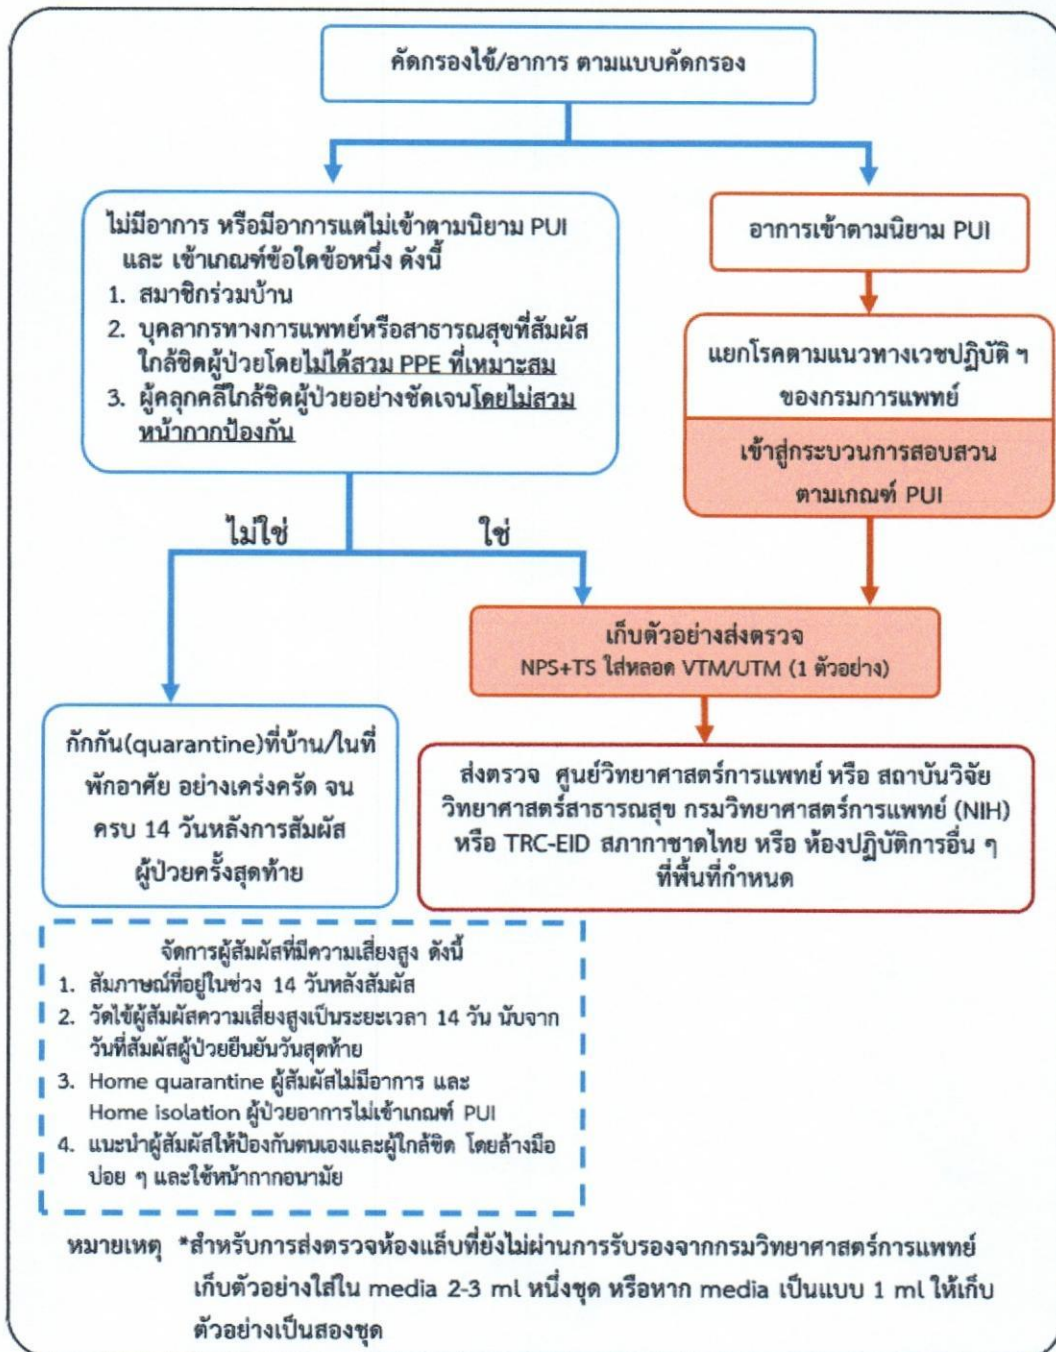 คัดกรองไข้/อาการ ตามแบบคัดกรอง
ไม่มีอาการ หรือมีอาการแต่ไม่เข้าตามนิยาม PUI
และ เข้าเกณฑ์ข้อใดข้อหนึ่ง ดังนี้
1. สมาชิกร่วมบ้าน
2. บุคลากรทางการแพทย์หรือสาธารณสุขที่สัมผัส
ใกล้ชิดผู้ป่วยโดยไม่ได้สวม PPE ที่เหมาะสม
3. ผู้คลุกคลีใกล้ชิดผู้ป่วยอย่างชัดเจนโดยไม่สวม
หน้ากากป้องกัน
อาการเข้าตามนิยาม PUI
แยกโรคตามแนวทางเวชปฏิบัติ ฯ
ของกรมการแพทย์
เข้าสู่กระบวนการสอบสวน
ตามเกณฑ์ PUI
ไม่ใช่
ใช่
เก็บตัวอย่างส่งตรวจ
NPS+TS ใส่หลอด VTM/UTM (1 ตัวอย่าง)
กักกัน(quarantine)ที่บ้าน/ในที่
พักอาศัย อย่างเคร่งครัด จน
ครบ 14 วันหลังการสัมผัส
ผู้ป่วยครั้งสุดท้าย
ส่งตรวจ ศูนย์วิทยาศาสตร์การแพทย์ หรือ สถาบันวิจัย
วิทยาศาสตร์สาธารณสุข กรมวิทยาศาสตร์การแพทย์ (NIH)
หรือ TRC-EID สภากาชาดไทย หรือ ห้องปฏิบัติการอื่น ๆ
ที่พื้นที่กำหนด
จัดการผู้สัมผัสที่มีความเสี่ยงสูง ดังนี้
1. สัมภาษณ์ที่อยู่ในช่วง 14 วันหลังสัมผัส
2. วัดไข้ผู้สัมผัสความเสี่ยงสูงเป็นระยะเวลา 14 วัน นับจาก
วันที่สัมผัสผู้ป่วยยืนยันวันสุดท้าย
3. Home quarantine ผู้สัมผัสไม่มีอาการ และ
Home isolation ผู้ป่วยอาการไม่เข้าเกณฑ์ PUI
4. แนะนำผู้สัมผัสให้ป้องกันตนเองและผู้ใกล้ชิด โดยล้างมือ
บ่อย ๆ และใช้หน้ากากอนามัย
หมายเหตุ *สำหรับการส่งตรวจห้องแล็บที่ยังไม่ผ่านการรับรองจากกรมวิทยาศาสตร์การแพทย์
เก็บตัวอย่างใส่ใน media 2-3 ml หนึ่งชุด หรือหาก media เป็นแบบ 1 ml ให้เก็บ
ตัวอย่างเป็นสองชุด